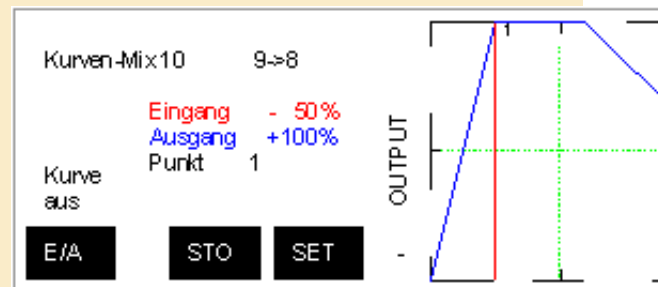 Kurven-Mix10 9->8
Eingang - 50%
Ausgang +100%
Punkt 1
Kurve
aus
E/A STO SET
OUTPUT
-
1